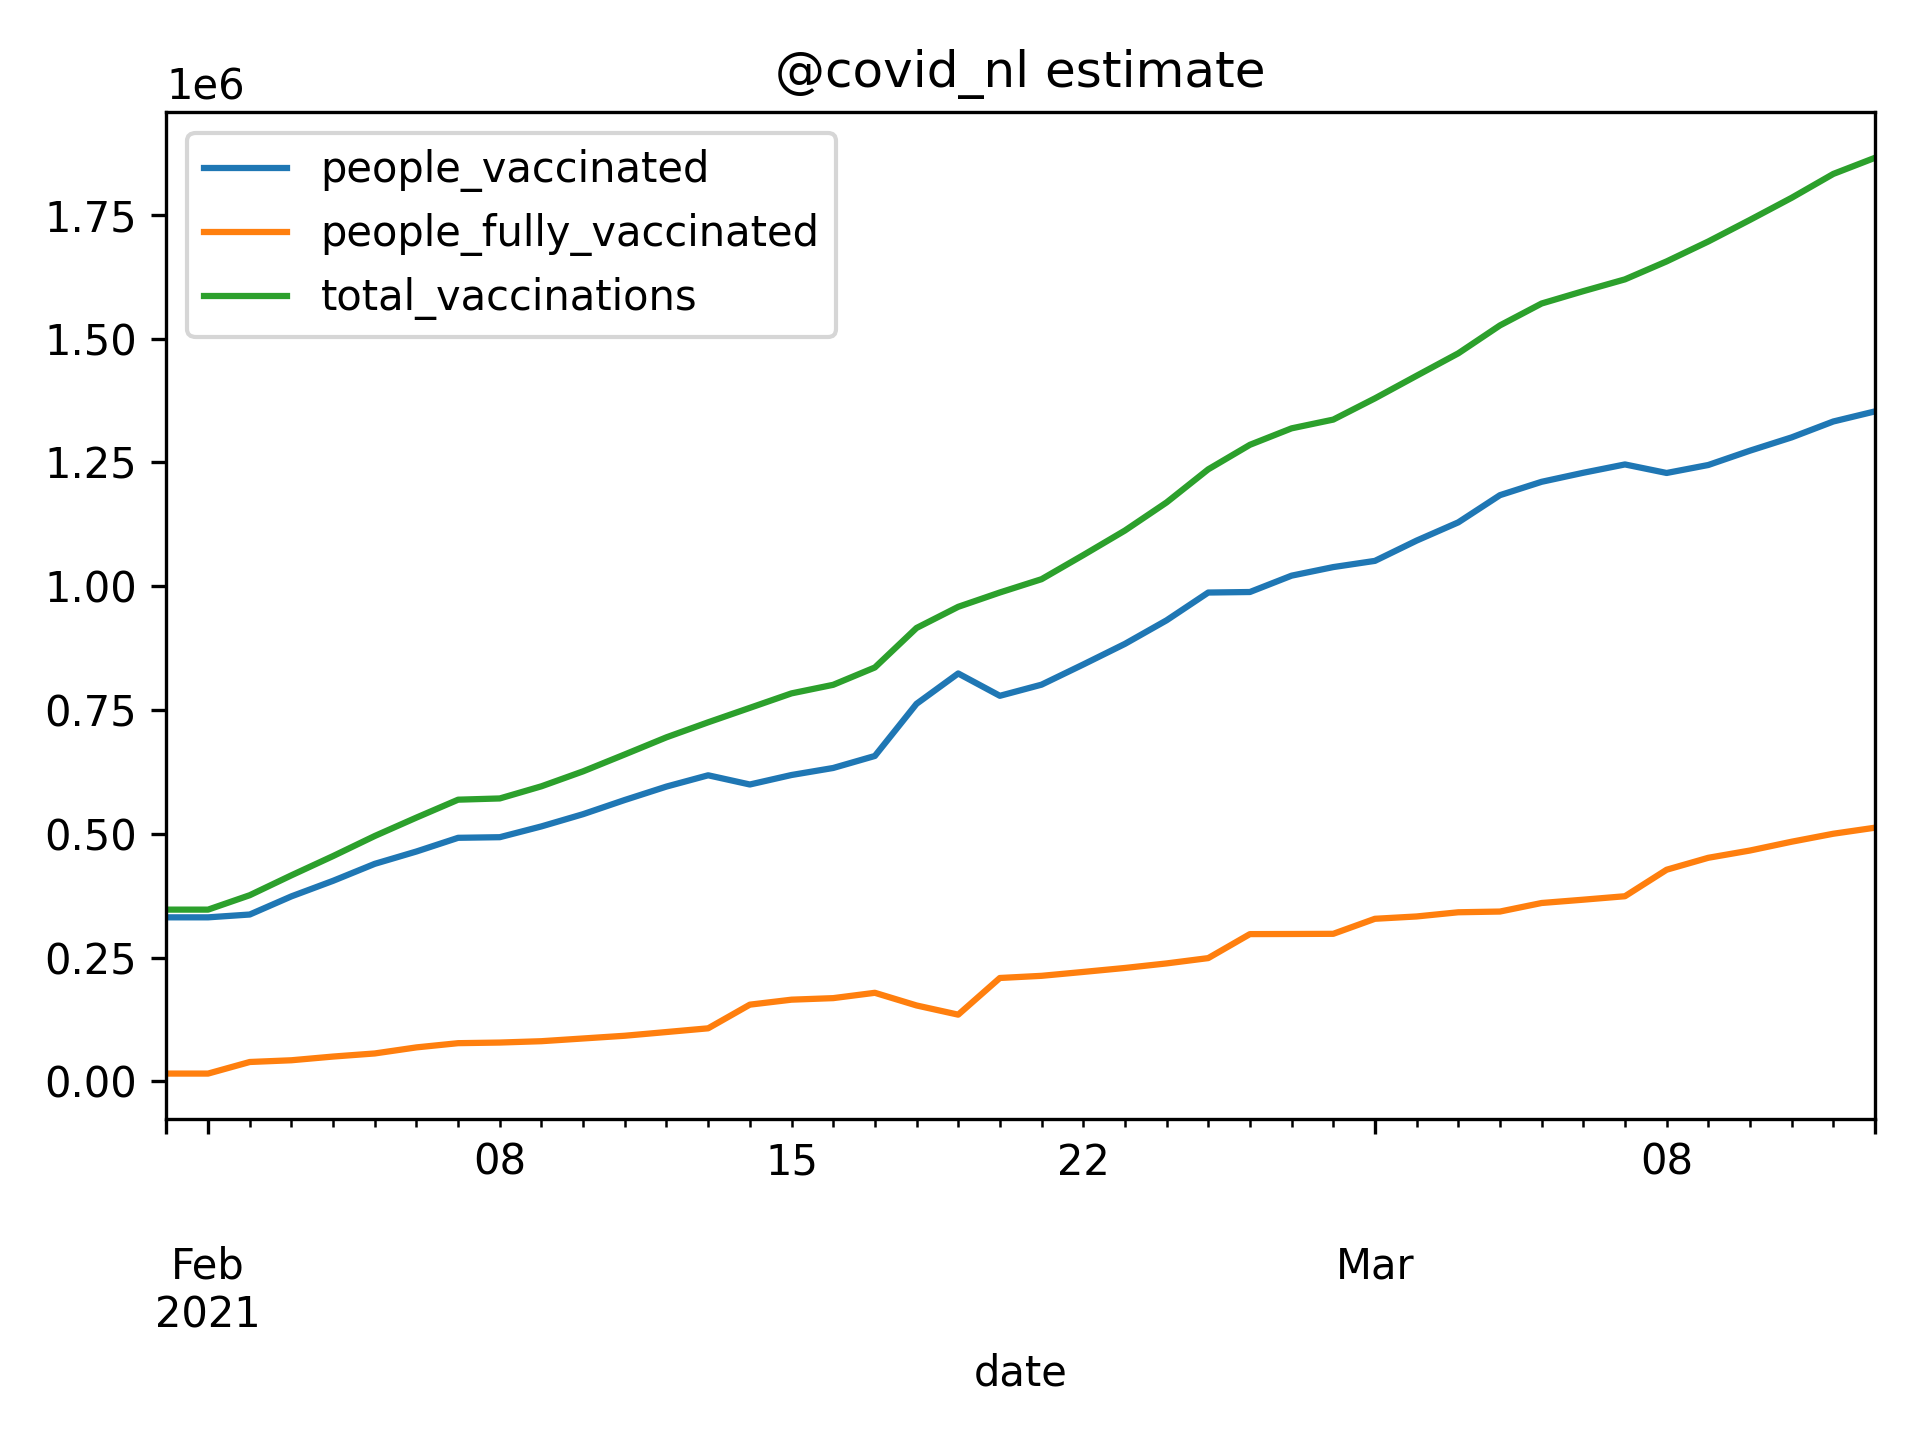 @covid_nl estimate
1e6
people_vaccinated
people_fully_vaccinated
total_vaccinations
1.75
1.50
1.25
1.00
0.75
0.50
0.25
0.00
08 15 22 08
Feb Mar
2021
date